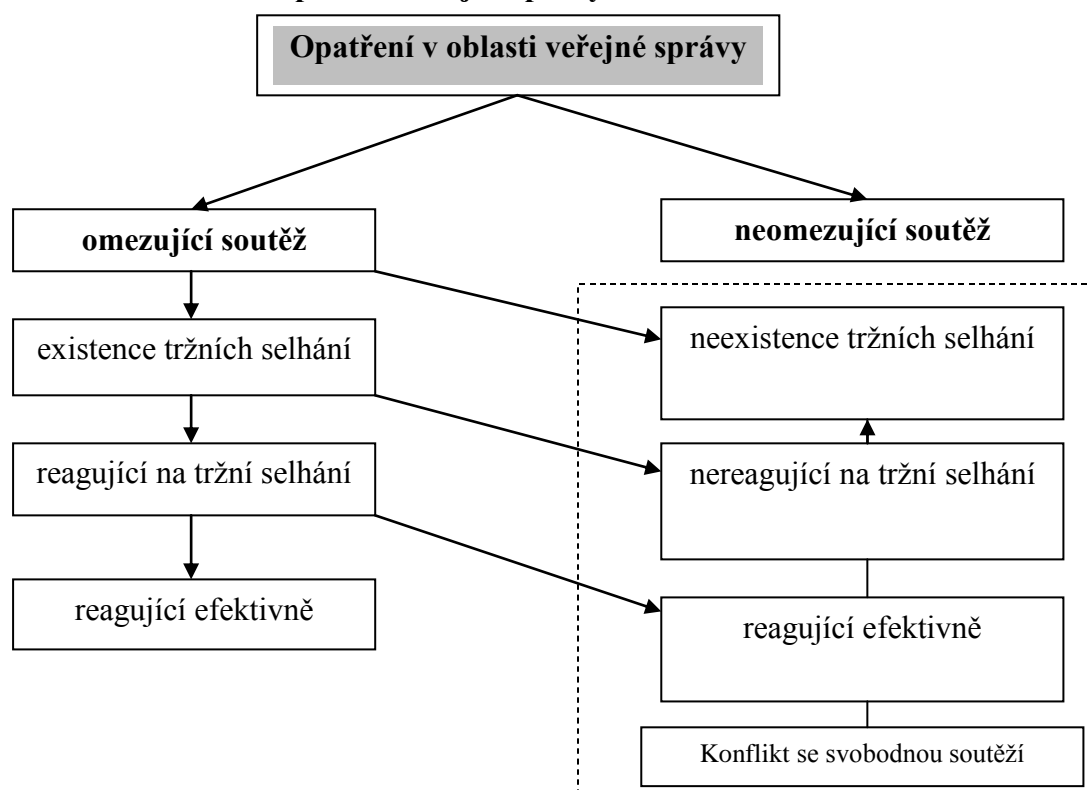 Opatření v oblasti veřejné správy
omezující soutěž
neomezující soutěž
existence tržních selhání
neexistence tržních selhání
reagující na tržní selhání
nereagující na tržní selhání
reagující efektivně
reagující efektivně
Konflikt se svobodnou soutěží